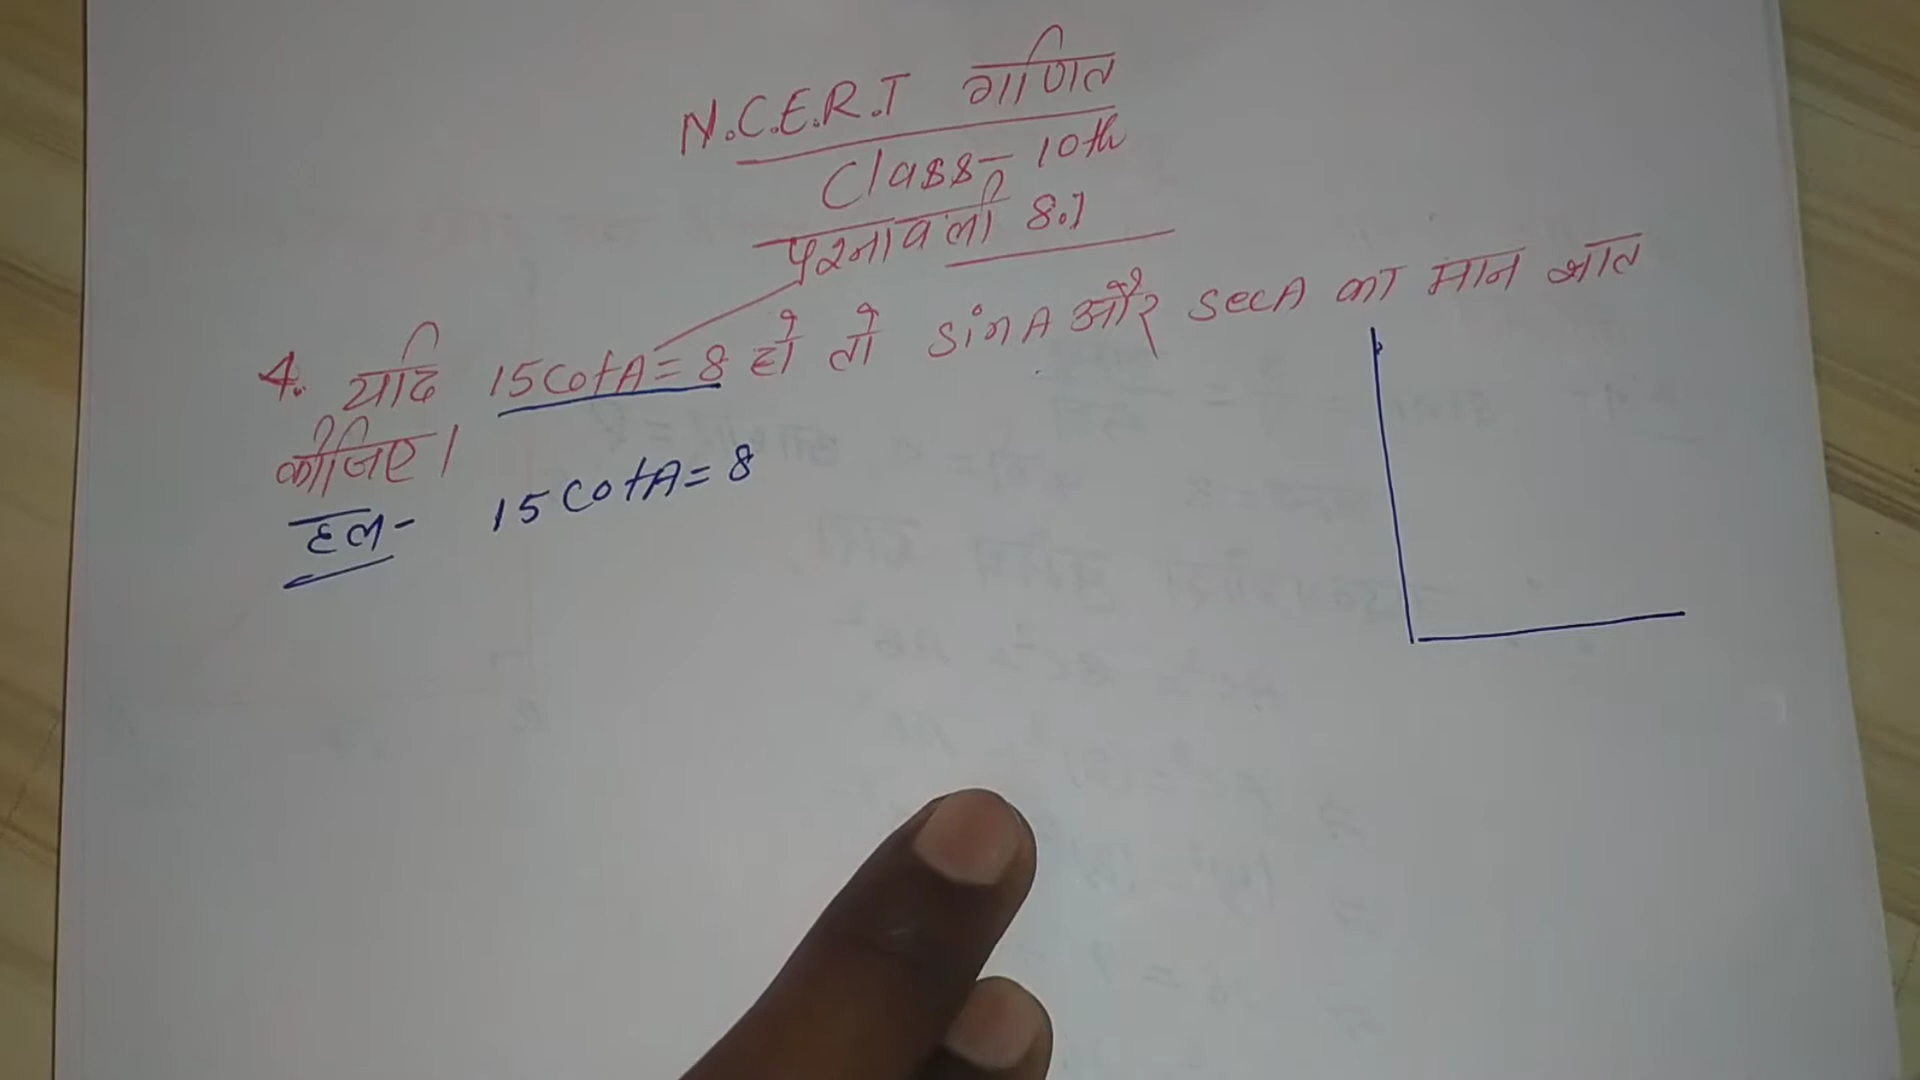 N.C.E.R.T गणित
Class- 10th
प्रश्नावली 8.1
4. यदि 15cotA = 8 हो तो sinA और secA का मान ज्ञात
कीजिए।
हल- 15cotA = 8